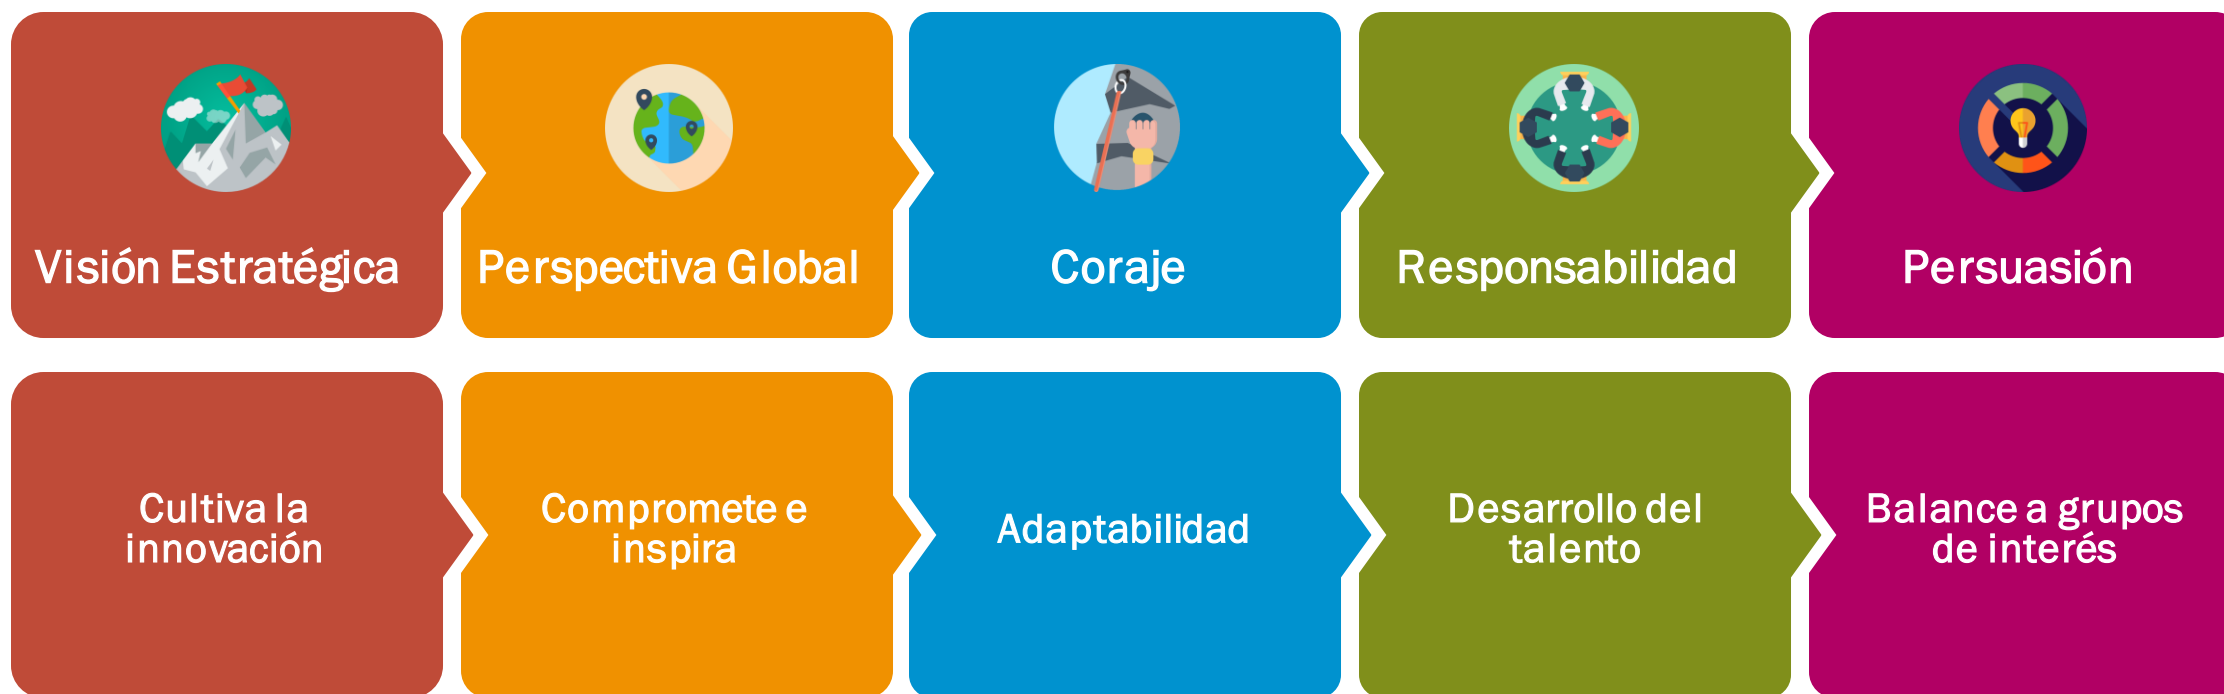 Visión Estratégica
Perspectiva Global
Coraje
Responsabilidad
Persuasión
Cultiva la
innovación
Compromete e
inspira
Adaptabilidad
Desarrollo del
talento
Balance a grupos
de interés